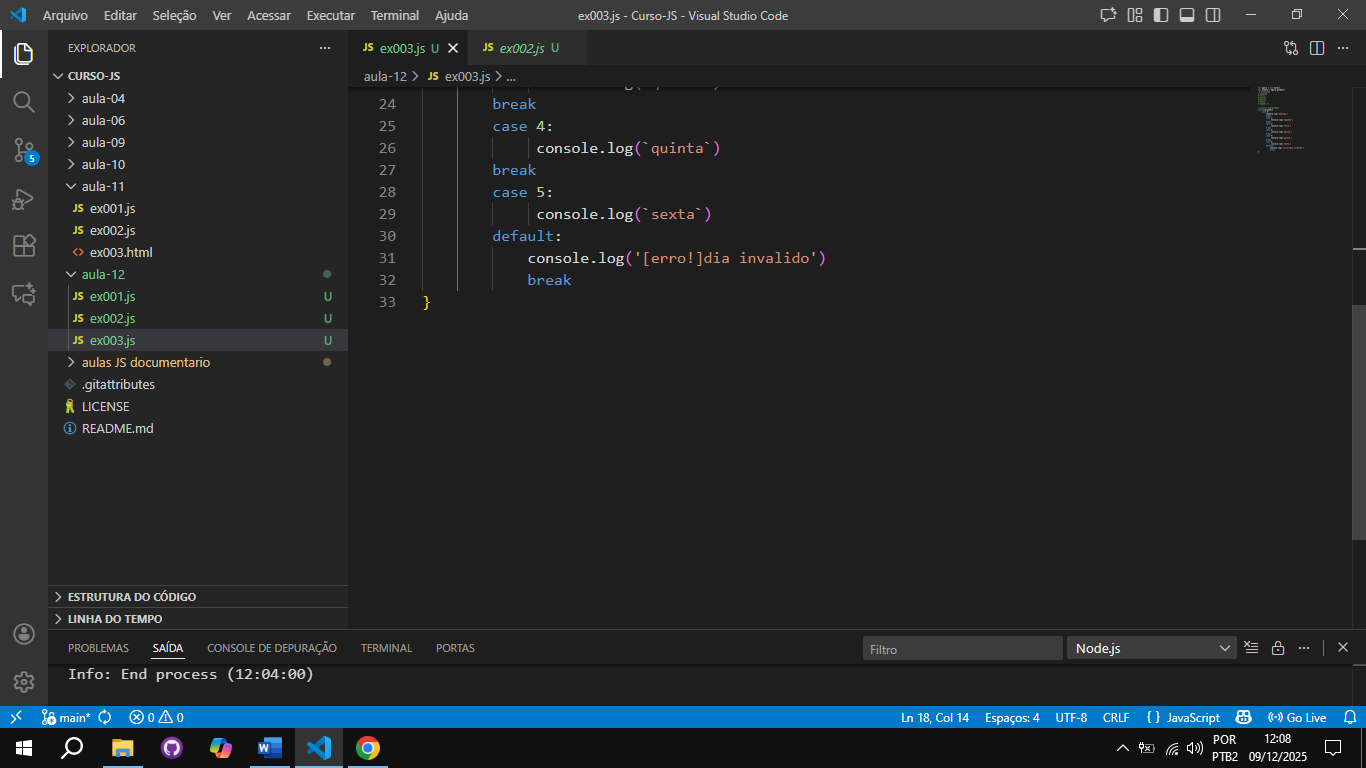 Arquivo Editar Seleção Ver Acessar Executar Terminal Ajuda
ex003.js - Curso-JS - Visual Studio Code
EXPLORADOR
CURSO-JS
aula-04
aula-06
aula-09
aula-10
aula-11
JS ex001.js
JS ex002.js
<> ex003.html
aula-12
JS ex001.js U
JS ex002.js U
JS ex003.js U
aulas JS documentario
.gitattributes
LICENSE
README.md
ESTRUTURA DO CÓDIGO
LINHA DO TEMPO
JS ex003.js U
JS ex002.js U
aula-12 > JS ex003.js > ...
24 break
25 case 4:
26 console.log(`quinta`)
27 break
28 case 5:
29 console.log(`sexta`)
30 default:
31 console.log('[erro!]dia invalido')
32 break
33 }
PROBLEMAS SAÍDA CONSOLE DE DEPURAÇÃO TERMINAL PORTAS
Filtro
Node.js
Info: End process (12:04:00)
5
main* 0 0
Ln 18, Col 14 Espaços: 4 UTF-8 CRLF { } JavaScript Go Live
POR
PTB2
12:08
09/12/2025